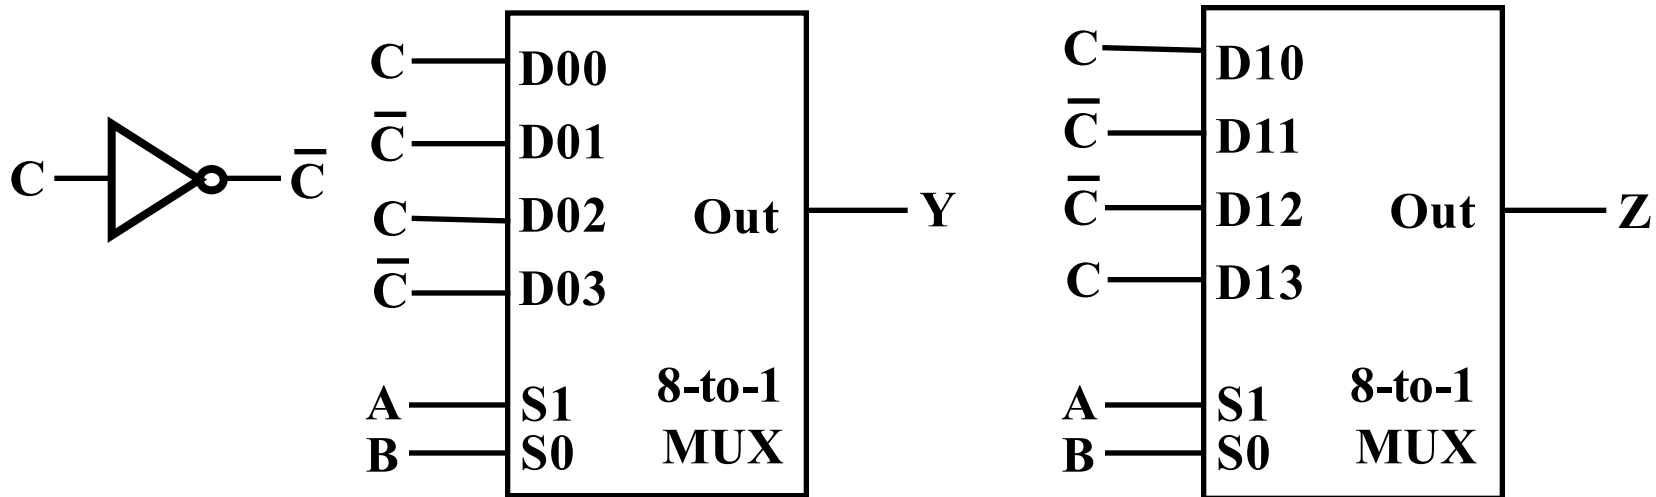 C
C̅
C
C̅
C
C̅
D00
D01
D02
D03
Out
Y
A
B
S1
S0
8-to-1
MUX
C
C̅
C̅
C
D10
D11
D12
D13
Out
Z
A
B
S1
S0
8-to-1
MUX